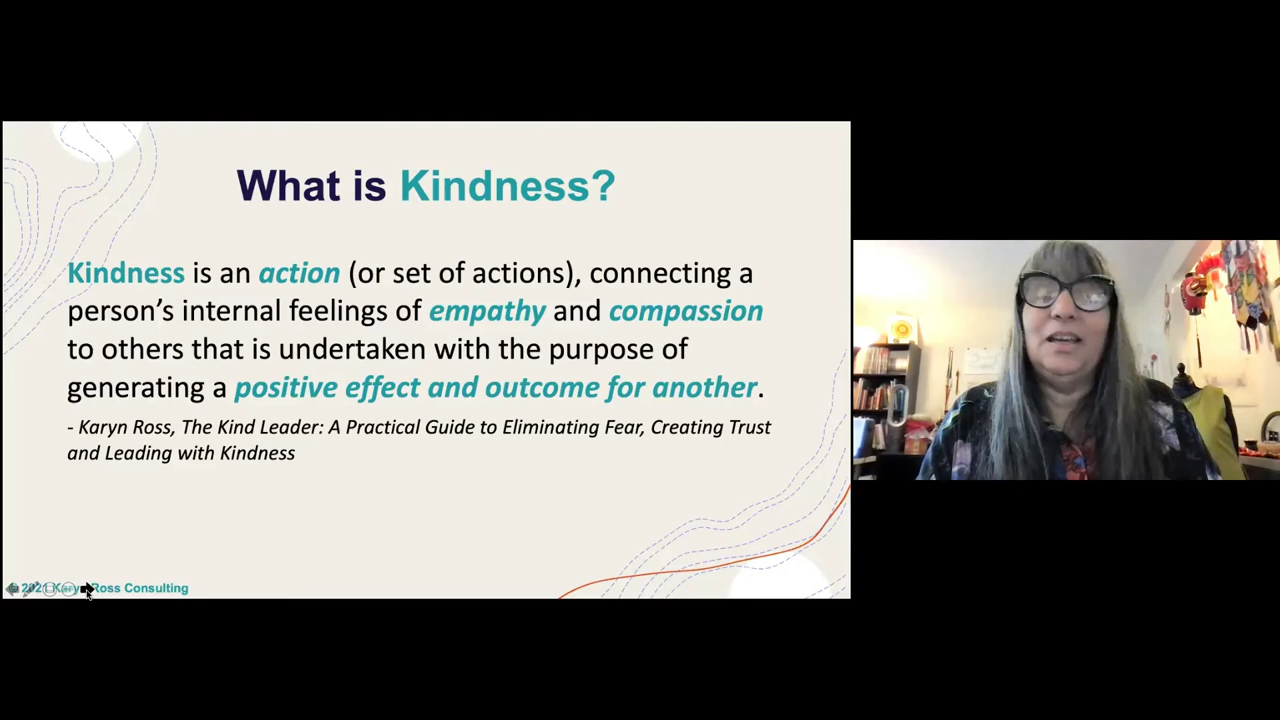 What is Kindness?
Kindness is an action (or set of actions), connecting a
person’s internal feelings of empathy and compassion
to others that is undertaken with the purpose of
generating a positive effect and outcome for another.
- Karyn Ross, The Kind Leader: A Practical Guide to Eliminating Fear, Creating Trust
and Leading with Kindness
© 2021 Karyn Ross Consulting